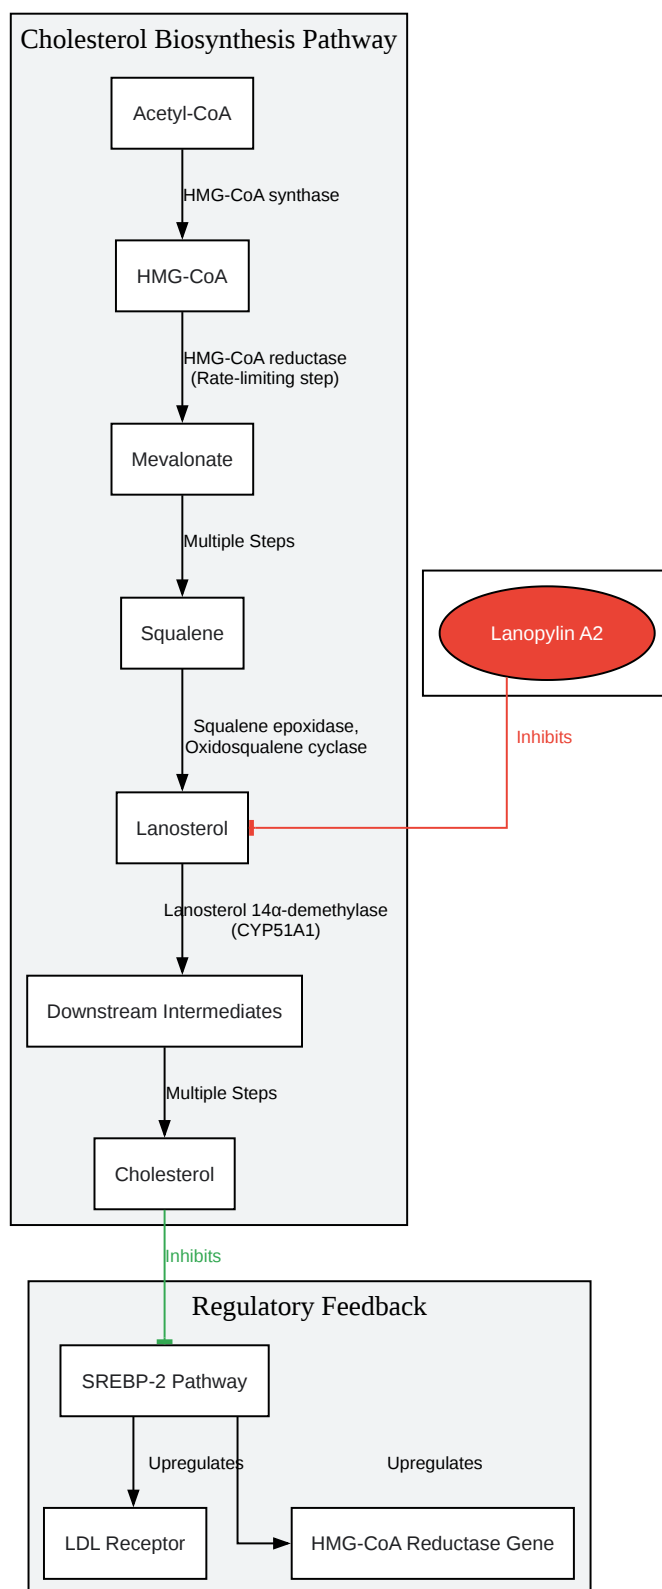 Cholesterol Biosynthesis Pathway
Acetyl-CoA
HMG-CoA synthase
HMG-CoA
HMG-CoA reductase
(Rate-limiting step)
Mevalonate
Multiple Steps
Squalene
Lanopylin A2
Inhibits
Squalene epoxidase,
Oxidosqualene cyclase
Lanosterol
Lanosterol 14α-demethylase
(CYP51A1)
Downstream Intermediates
Multiple Steps
Cholesterol
Inhibits
Regulatory Feedback
SREBP-2 Pathway
Upregulates
Upregulates
LDL Receptor
HMG-CoA Reductase Gene